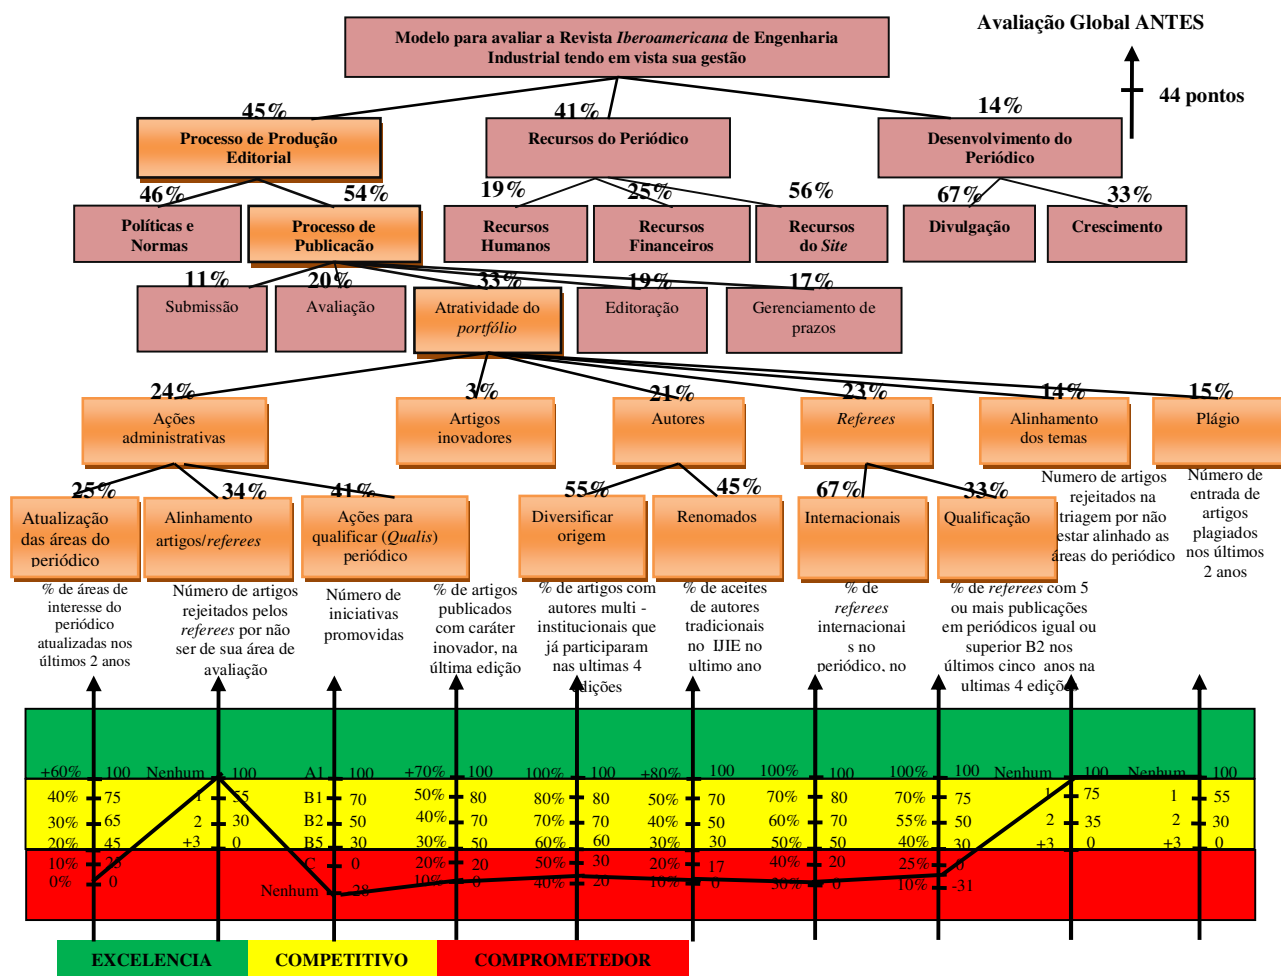 Avaliação Global ANTES
Modelo para avaliar a Revista Iberoamericana de Engenharia
Industrial tendo em vista sua gestão
44 pontos
45%
41%
14%
Processo de Produção
Editorial
Recursos do Periódico
Desenvolvimento do
Periódico
46%
54%
19%
25%
56%
67%
33%
Políticas e
Normas
Processo de
Publicação
Recursos
Humanos
Recursos
Financeiros
Recursos
do Site
Divulgação
Crescimento
11%
20%
33%
19%
17%
Submissão
Avaliação
Atratividade do
portfólio
Editoração
Gerenciamento de
prazos
24%
3%
21%
23%
14%
15%
Ações
administrativas
Artigos
inovadores
Autores
Referees
Alinhamento
dos temas
Plágio
25%
34%
41%
55%
45%
67%
33%
Atualização
das áreas do
periódico
Alinhamento
artigos/referees
Ações para
qualificar (Qualis)
periódico
Diversificar
origem
Renomados
Internacionais
Qualificação
Numero de artigos
rejeitados na
triagem por não
estar alinhado as
áreas do periódico
Número de
entrada de
artigos
plagiados
nos últimos
2 anos
% de áreas de
interesse do
periódico
atualizadas nos
últimos 2 anos
Número de artigos
rejeitados pelos
referees por não
ser de sua área de
avaliação
Número de
iniciativas
promovidas
% de artigos
publicados
com caráter
inovador, na
última edição
% de artigos com
autores multi -
institucionais que
já participaram
nas ultimas 4
edições
% de aceites
de autores
tradicionais
no IJIE no
ultimo ano
% de
referees
internacionai
s no
periódico, no
% de referees com 5
ou mais publicações
em periódicos igual ou
superior B2 nos
últimos cinco anos na
ultimas 4 edição
+60% 100
40% 75
30% 65
20% 45
10%
0% 0
Nenhum 100
1 55
2 30
+3 0
A1 100
B1 70
B2 50
B5 30
C 0
Nenhum -28
+70% 100
50% 80
40% 70
30% 50
20% 20
10% 0
100% 100
80% 80
70% 70
60% 60
50% 30
40% 20
+80% 100
50% 70
40% 50
30% 30
20% 17
10% 0
100% 100
70% 80
60% 70
50% 50
40% 20
30% 0
100% 100
70% 75
55% 50
40% 30
25% 0
10% -31
Nenhum 100
1 75
2 35
+3 0
Nenhum 100
1 55
2 30
+3 0
EXCELENCIA
COMPETITIVO
COMPROMETEDOR